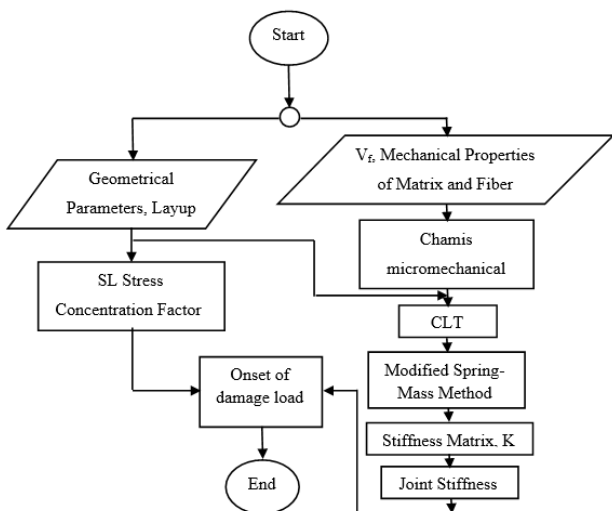 Start
Geometrical
Parameters, Layup
V_f, Mechanical Properties
of Matrix and Fiber
Chamis
micromechanical
SL Stress
Concentration Factor
CLT
Onset of
damage load
Modified Spring-
Mass Method
Stiffness Matrix, K
End
Joint Stiffness